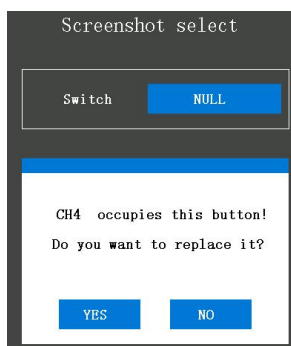 Screenshot select
Switch NULL
CH4 occupies this button!
Do you want to replace it?
YES NO